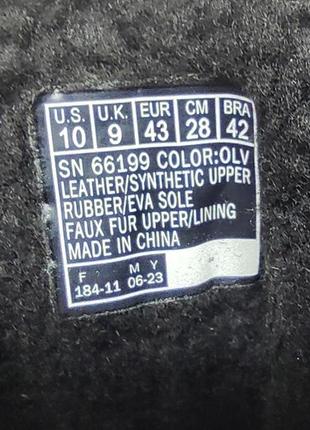 U.S. U.K. EUR CM BRA
10 9 43 28 42
SN 66199 COLOR:OLV
LEATHER/SYNTHETIC UPPER
RUBBER/EVA SOLE
FAUX FUR UPPER/LINING
MADE IN CHINA
F M Y
184-11 06-23